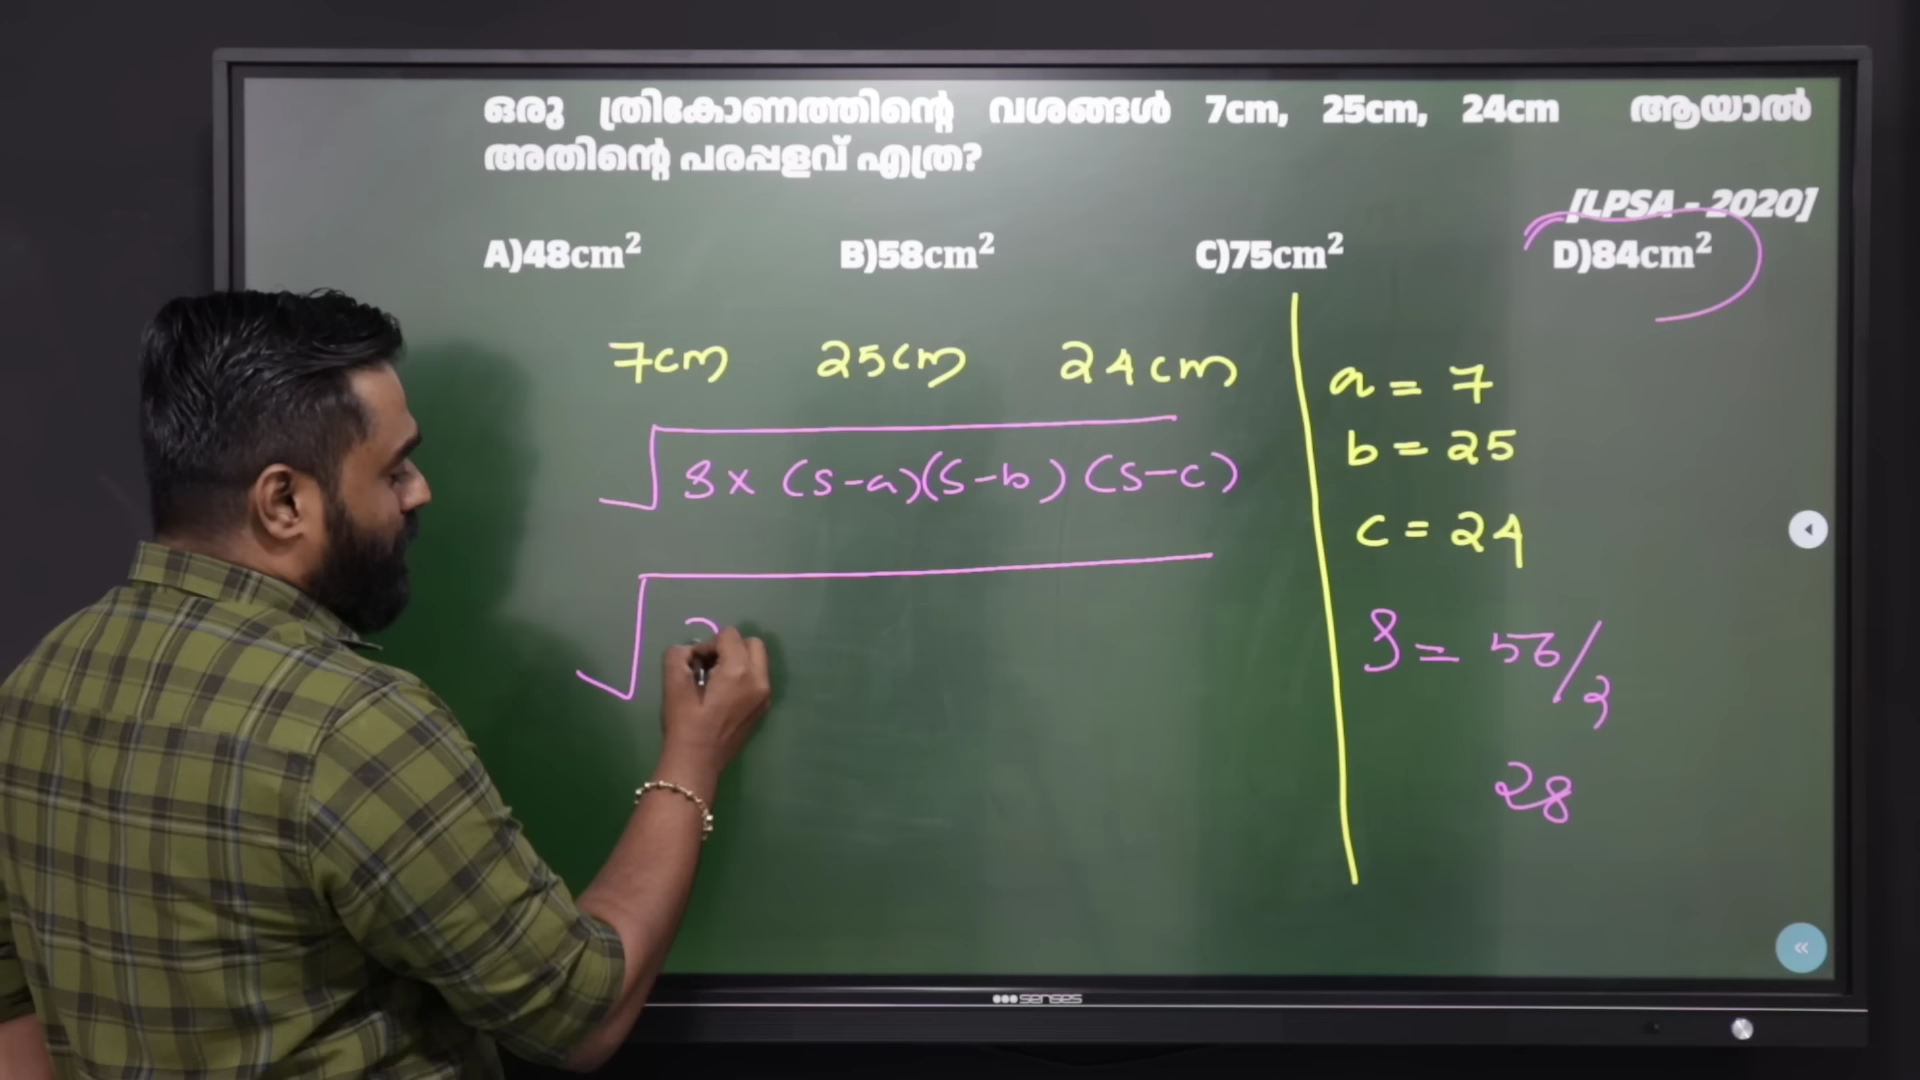 ഒരു ത്രികോണത്തിന്റെ വശങ്ങൾ 7cm, 25cm, 24cm ആയാൽ
അതിന്റെ പരപ്പളവ് എത്ര?
[LPSA - 2020]
A)48cm² B)58cm² C)75cm² D)84cm²
7cm 25cm 24cm
√s×(s-a)(s-b)(s-c)
√2
a = 7
b = 25
c = 24
s = 56/2
28
senses